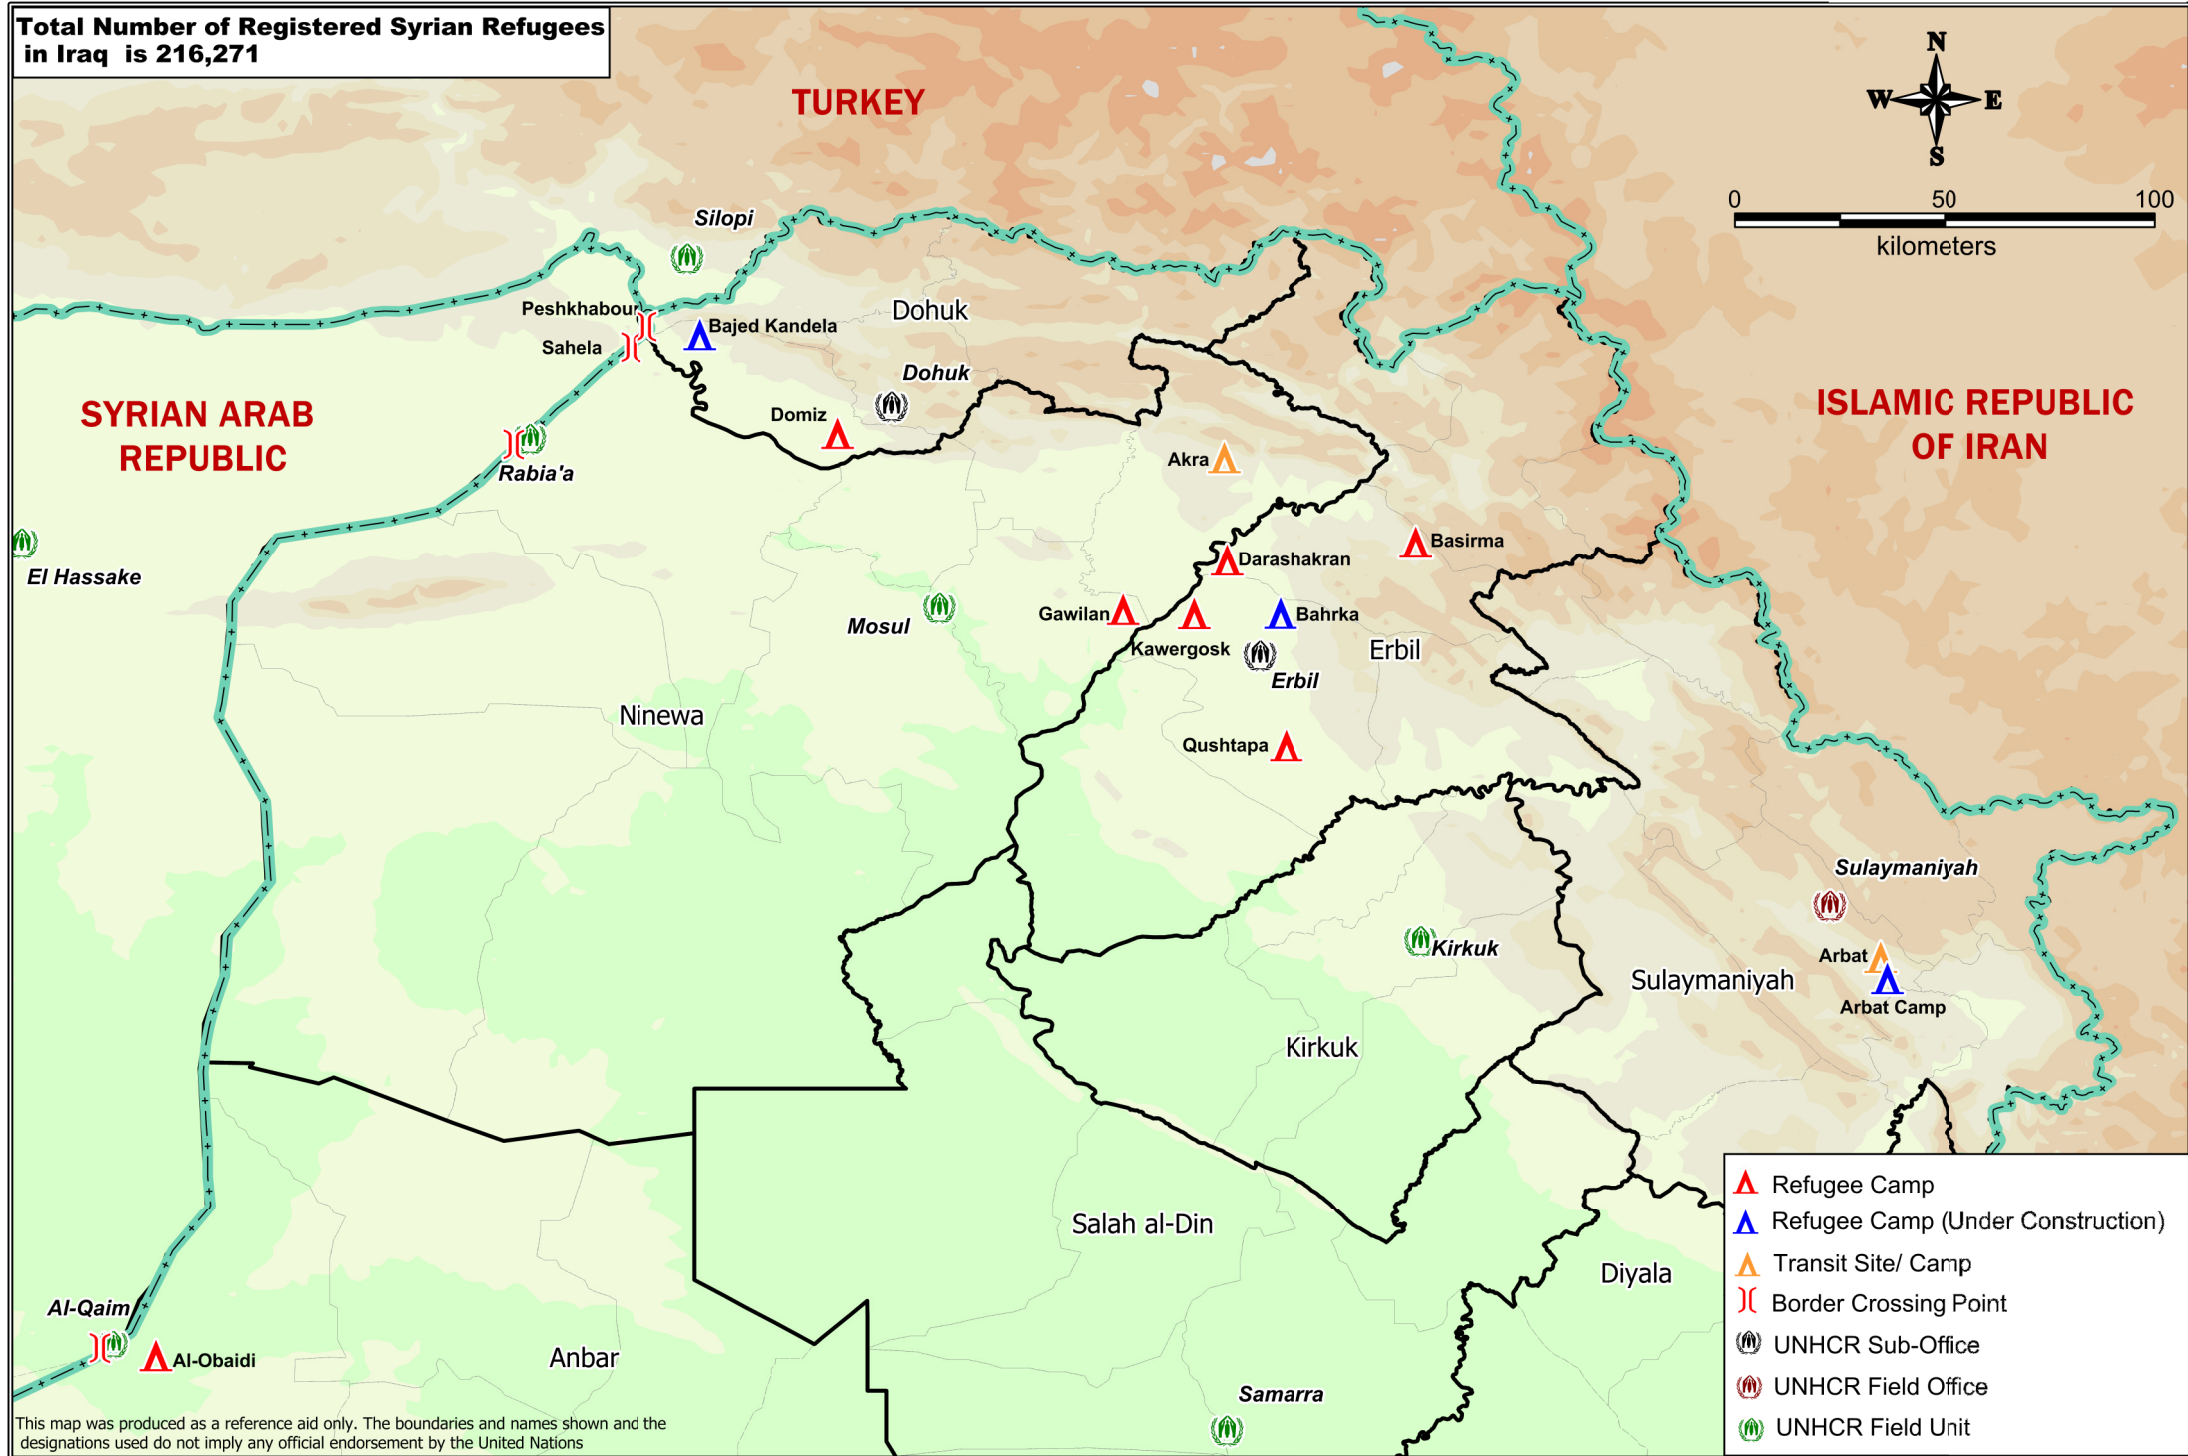 Total Number of Registered Syrian Refugees
in Iraq is 216,271
TURKEY
N
W
E
S
0
50
100
kilometers
Silopi
Peshkhabour
Sahela
Bajed Kandela
Dohuk
Dohuk
Domiz
SYRIAN ARAB
REPUBLIC
ISLAMIC REPUBLIC
OF IRAN
Rabia'a
Akra
El Hassake
Basirma
Darashakran
Gawilan
Kawergosk
Bahrka
Mosul
Erbil
Erbil
Ninewa
Qushtapa
Sulaymaniyah
Kirkuk
Arbat
Sulaymaniyah
Arbat Camp
Kirkuk
Salah al-Din
Diyala
Al-Qaim
Al-Obaidi
Anbar
Samarra
Refugee Camp
Refugee Camp (Under Construction)
Transit Site/ Camp
Border Crossing Point
UNHCR Sub-Office
UNHCR Field Office
UNHCR Field Unit
This map was produced as a reference aid only. The boundaries and names shown and the
designations used do not imply any official endorsement by the United Nations